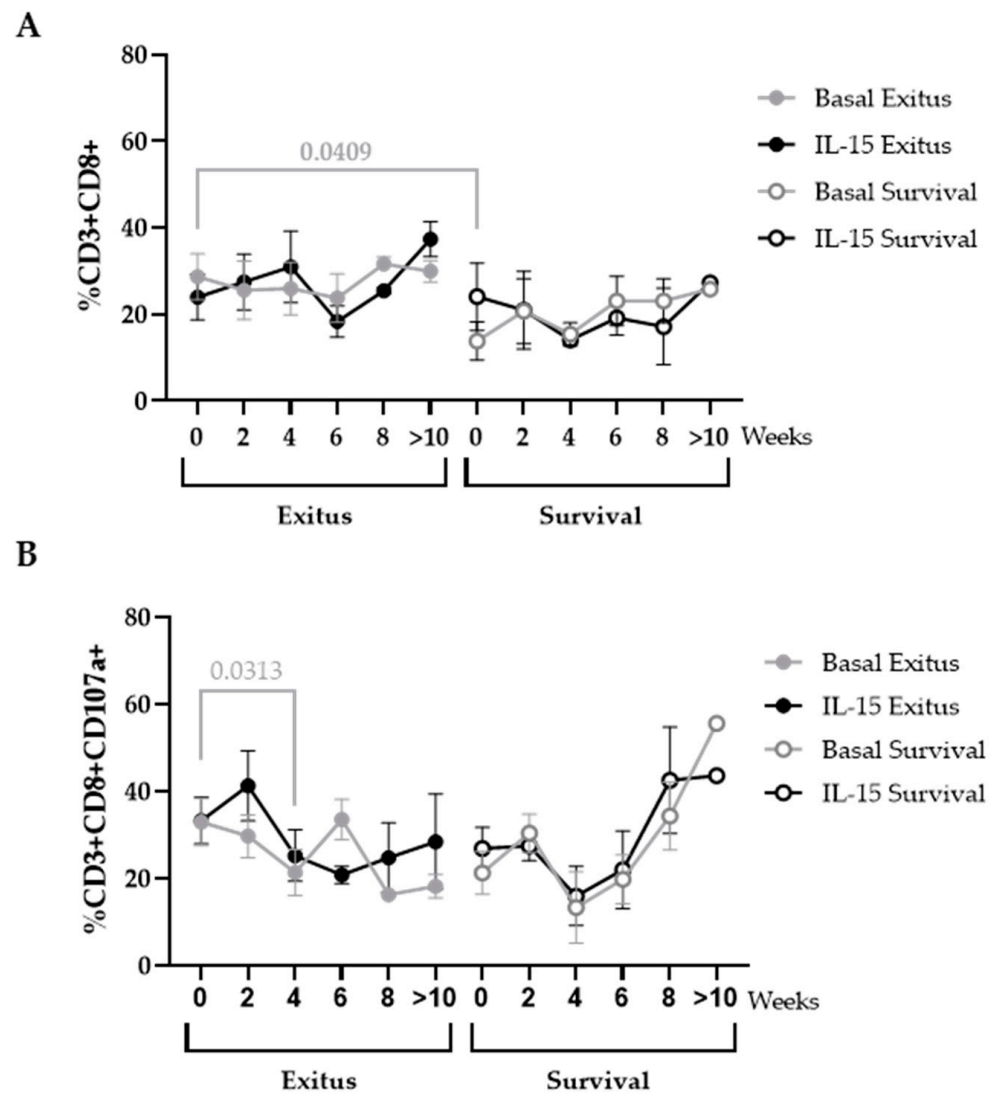 A
%CD3+CD8+
80
60
40
20
0
0.0409
Basal Exitus
IL-15 Exitus
Basal Survival
IL-15 Survival
0 2 4 6 8 >10 0 2 4 6 8 >10 Weeks
Exitus Survival
B
%CD3+CD8+CD107a+
80
60
40
20
0
0.0313
Basal Exitus
IL-15 Exitus
Basal Survival
IL-15 Survival
0 2 4 6 8 >10 0 2 4 6 8 >10 Weeks
Exitus Survival